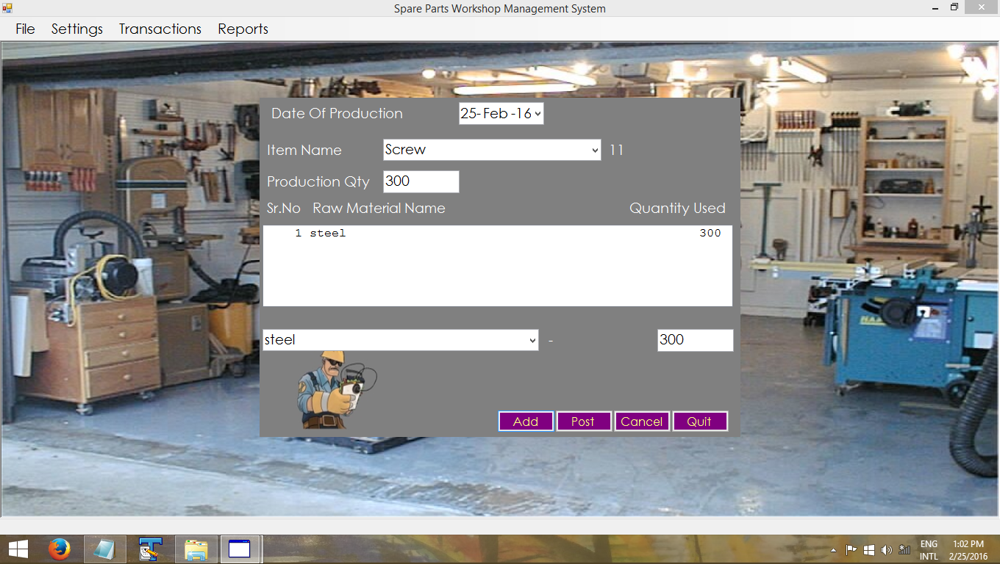 Spare Parts Workshop Management System
File Settings Transactions Reports
Date Of Production 25-Feb-16
Item Name Screw 11
Production Qty 300
Sr.No Raw Material Name Quantity Used
1 steel 300
steel - 300
Add Post Cancel Quit
ENG 1:02 PM
INTL 2/25/2016